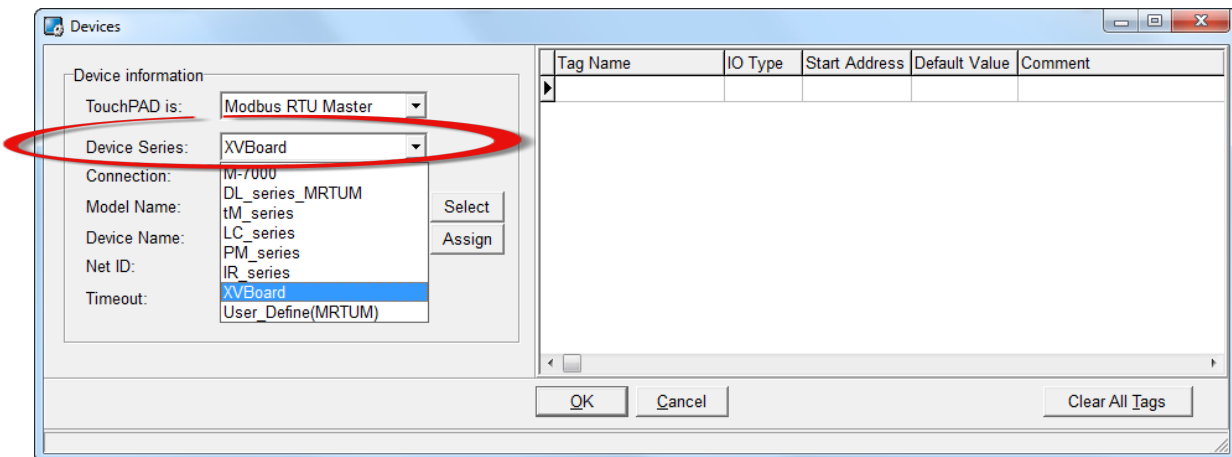 Devices
Device information
TouchPAD is: Modbus RTU Master
Device Series: XVBoard
Connection:
Model Name: Select
Device Name: Assign
Net ID:
Timeout:
M-7000
DL_series_MRTUM
tM_series
LC_series
PM_series
IR_series
XVBoard
User_Define(MRTUM)
Tag Name IO Type Start Address Default Value Comment
OK Cancel Clear All Tags